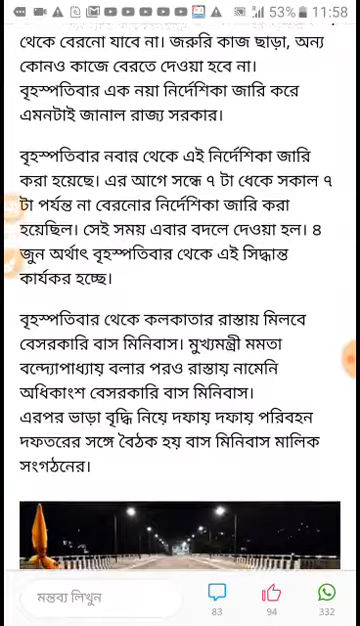 53% 11:58
থেকে বেরনো যাবে না। জরুরি কাজ ছাড়া, অন্য
কোনও কাজে বেরতে দেওয়া হবে না।
বৃহস্পতিবার এক নয়া নির্দেশিকা জারি করে
এমনটাই জানাল রাজ্য সরকার।
বৃহস্পতিবার নবান্ন থেকে এই নির্দেশিকা জারি
করা হয়েছে। এর আগে সন্ধে ৭ টা ধেকে সকাল ৭
টা পর্যন্ত না বেরনোর নির্দেশিকা জারি করা
হয়েছিল। সেই সময় এবার বদলে দেওয়া হল। ৪
জুন অর্থাৎ বৃহস্পতিবার থেকে এই সিদ্ধান্ত
কার্যকর হচ্ছে।
বৃহস্পতিবার থেকে কলকাতার রাস্তায় মিলবে
বেসরকারি বাস মিনিবাস। মুখ্যমন্ত্রী মমতা
বন্দ্যোপাধ্যায় বলার পরও রাস্তায় নামেনি
অধিকাংশ বেসরকারি বাস মিনিবাস।
এরপর ভাড়া বৃদ্ধি নিয়ে দফায় দফায় পরিবহন
দফতরের সঙ্গে বৈঠক হয় বাস মিনিবাস মালিক
সংগঠনের।
মন্তব্য লিখুন
83 94 332